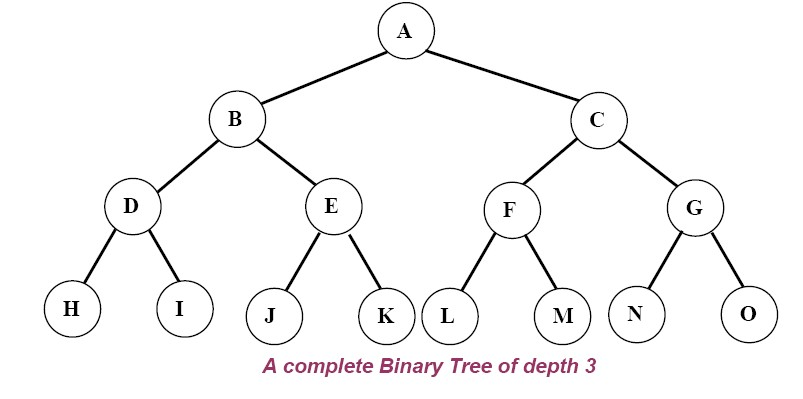 A
B C
D E F G
H I J K L M N O
A complete Binary Tree of depth 3